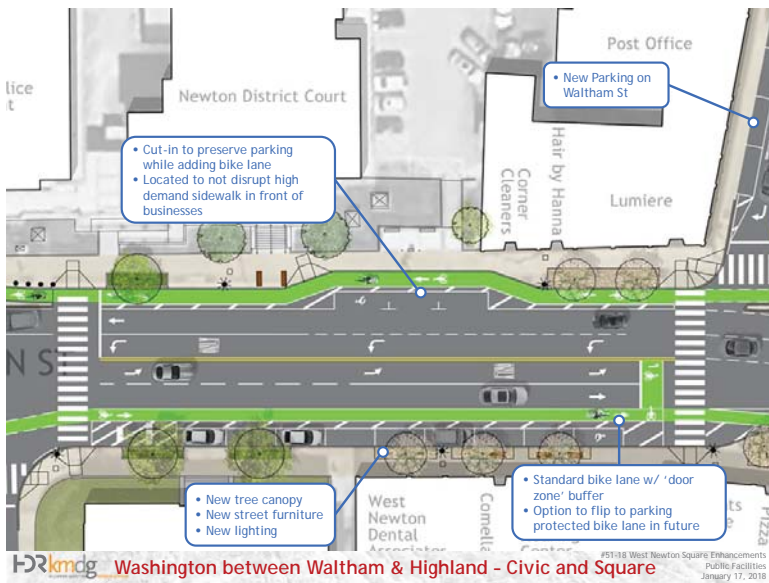 Post Office
lice
Newton District Court
• New Parking on
Waltham St
• Cut-in to preserve parking
while adding bike lane
• Located to not disrupt high
demand sidewalk in front of
businesses
Corner
Cleaners
Hair by Hanna
Lumiere
N ST
• New tree canopy
• New street furniture
• New lighting
West
Newton
Dental
Associates
Comella
• Standard bike lane w/ ‘door
zone’ buffer
• Option to flip to parking
protected bike lane in future
HDR kmdg
Washington between Waltham & Highland - Civic and Square
#51-18 West Newton Square Enhancements
Public Facilities
January 17, 2018